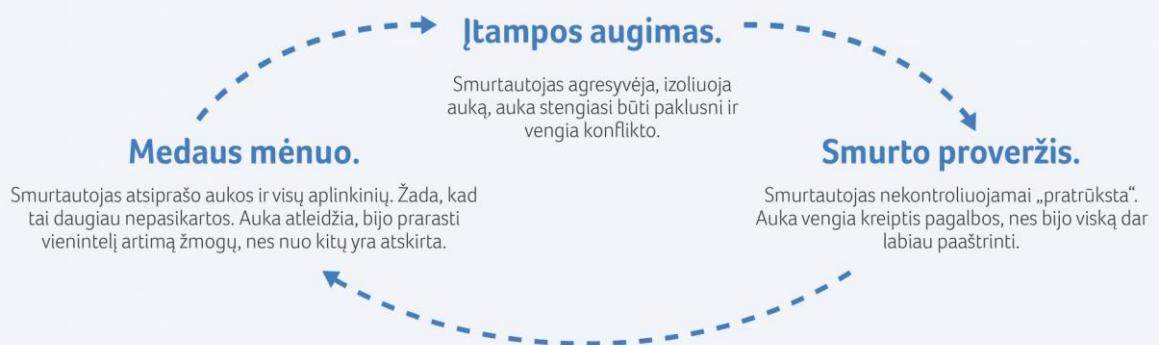 Įtampos augimas.
Smurtautojas agresyvėja, izoliuoja
auką, auka stengiasi būti paklusni ir
vengia konflikto.
Smurto proveržis.
Smurtautojas nekontroliuojamai „pratrūksta“.
Auka vengia kreiptis pagalbos, nes bijo viską dar
labiau paaštrinti.
Medaus mėnuo.
Smurtautojas atsiprašo aukos ir visų aplinkinių. Žada, kad
tai daugiau nepasikartos. Auka atleidžia, bijo prarasti
vienintelį artimą žmogų, nes nuo kitų yra atskirta.